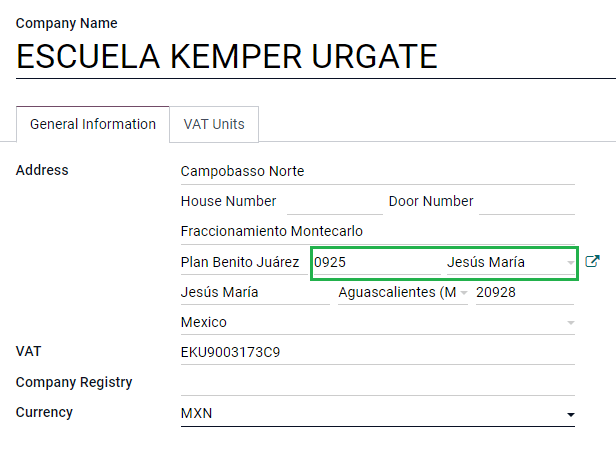 Company Name
ESCUELA KEMPER URGATE
General Information VAT Units
Address Campobasso Norte
House Number Door Number
Fraccionamiento Montecarlo
Plan Benito Juárez 0925 Jesús María
Jesús María Aguascalientes (M 20928
Mexico
VAT EKU9003173C9
Company Registry
Currency MXN